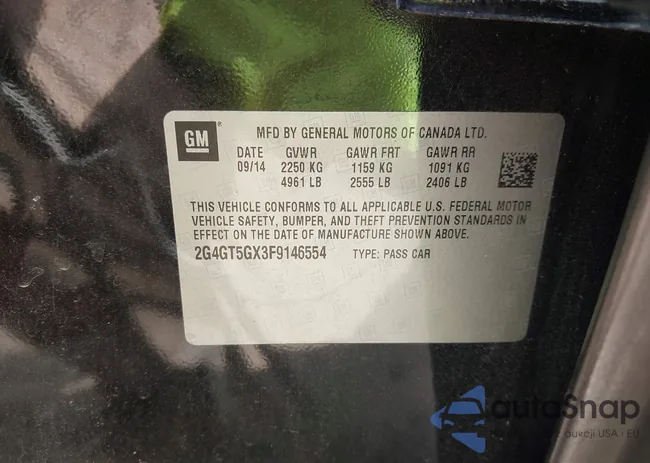 GM
MFD BY GENERAL MOTORS OF CANADA LTD.
DATE GVWR GAWR FRT GAWR RR
09/14 2250 KG 1159 KG 1091 KG
4961 LB 2555 LB 2406 LB
THIS VEHICLE CONFORMS TO ALL APPLICABLE U.S. FEDERAL MOTOR
VEHICLE SAFETY, BUMPER, AND THEFT PREVENTION STANDARDS IN
EFFECT ON THE DATE OF MANUFACTURE SHOWN ABOVE.
2G4GT5GX3F9146554 TYPE: PASS CAR
autoSnap
aukcji USA i EU